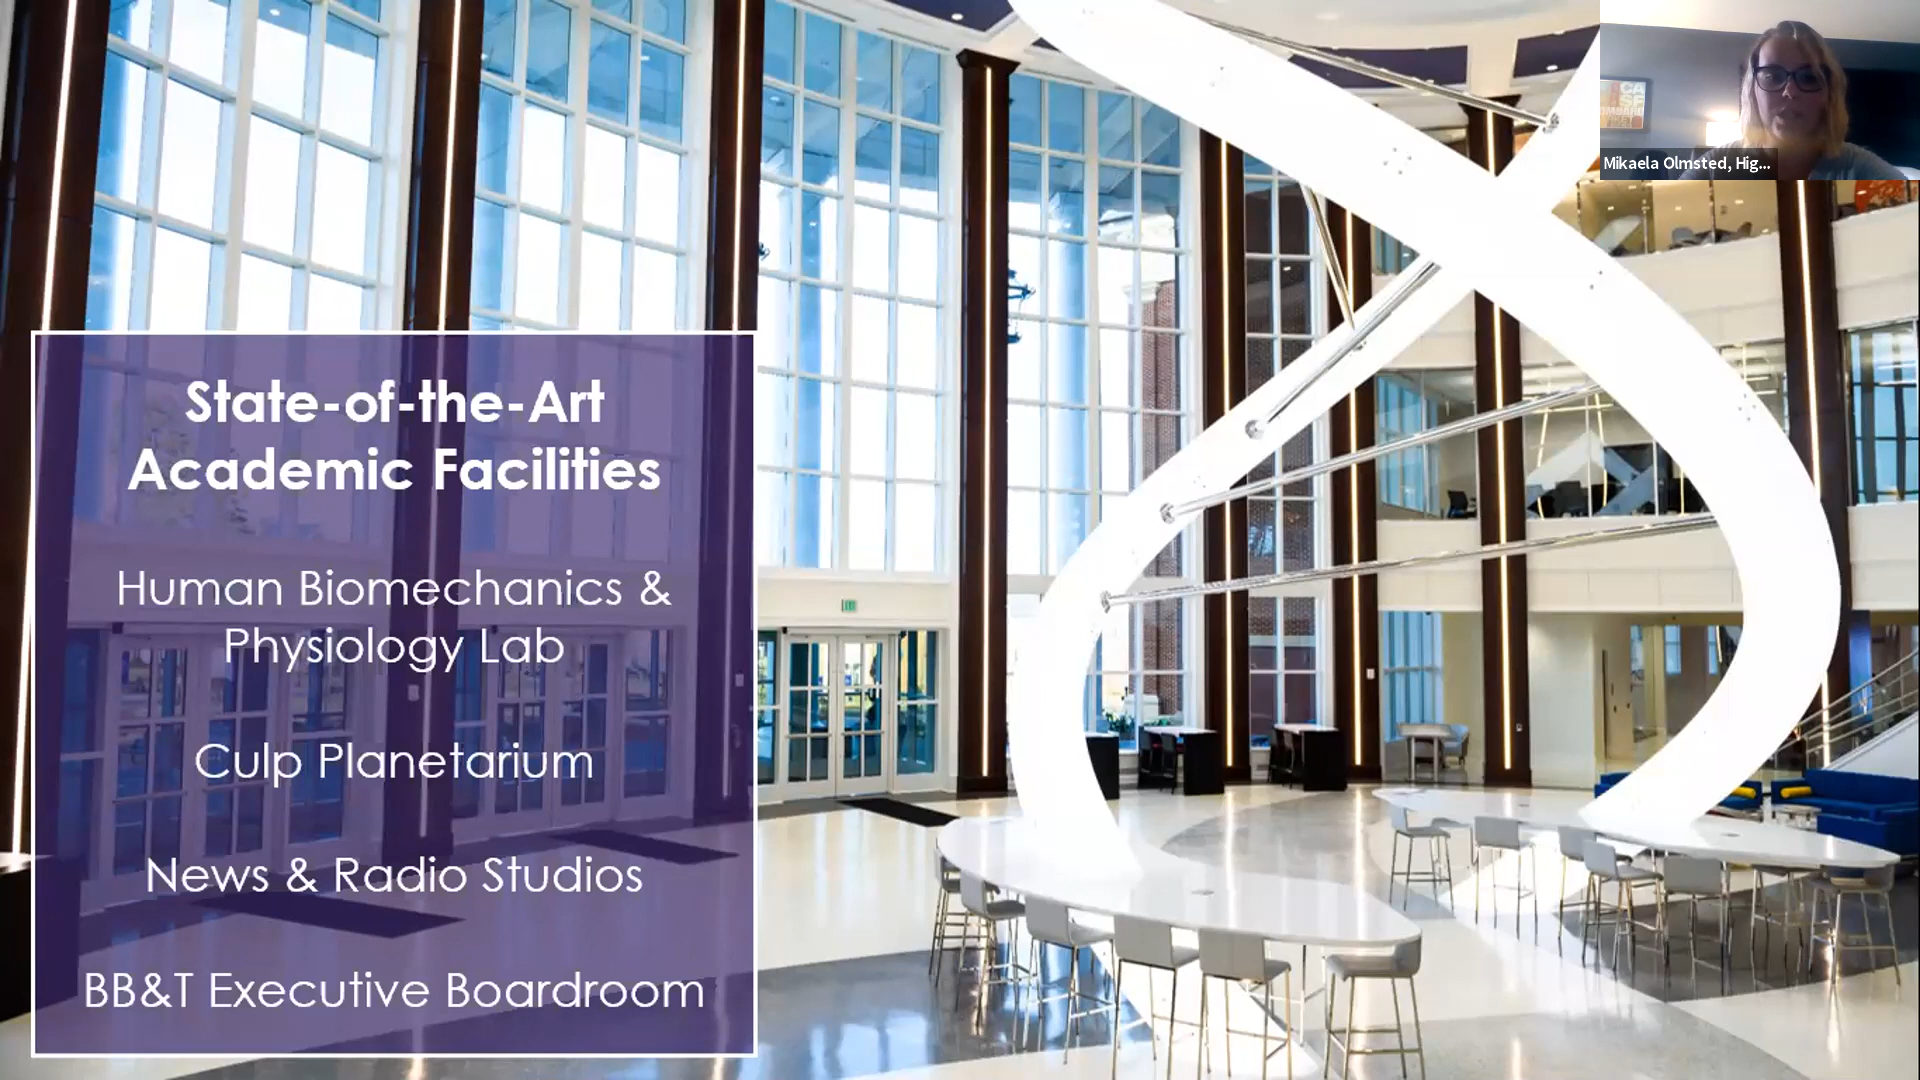 State-of-the-Art
Academic Facilities
Human Biomechanics &
Physiology Lab
Culp Planetarium
News & Radio Studios
BB&T Executive Boardroom
Mikaela Olmsted, Hig...